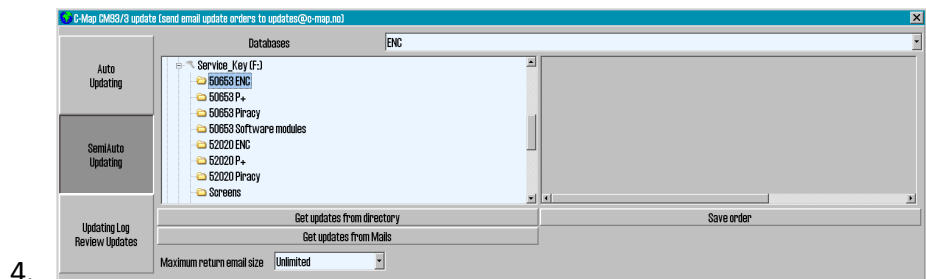 C-Map CM93/3 update (send email update orders to updates@c-map.no)
Databases
ENC
Auto
Updating
SemiAuto
Updating
Updating Log
Review Updates
Service_Key (F:)
50653 ENC
50653 P+
50653 Piracy
50653 Software modules
52020 ENC
52020 P+
52020 Piracy
Screens
Get updates from directory
Save order
Get updates from Mails
Maximum return email size
Unlimited
4.